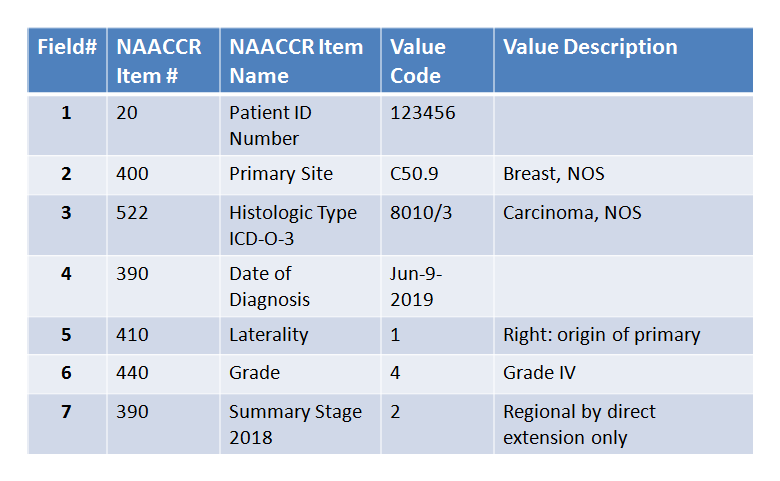 Field# NAACCR Item # NAACCR Item Name Value Code Value Description
1 20 Patient ID Number 123456
2 400 Primary Site C50.9 Breast, NOS
3 522 Histologic Type ICD-O-3 8010/3 Carcinoma, NOS
4 390 Date of Diagnosis Jun-9-2019
5 410 Laterality 1 Right: origin of primary
6 440 Grade 4 Grade IV
7 390 Summary Stage 2018 2 Regional by direct extension only